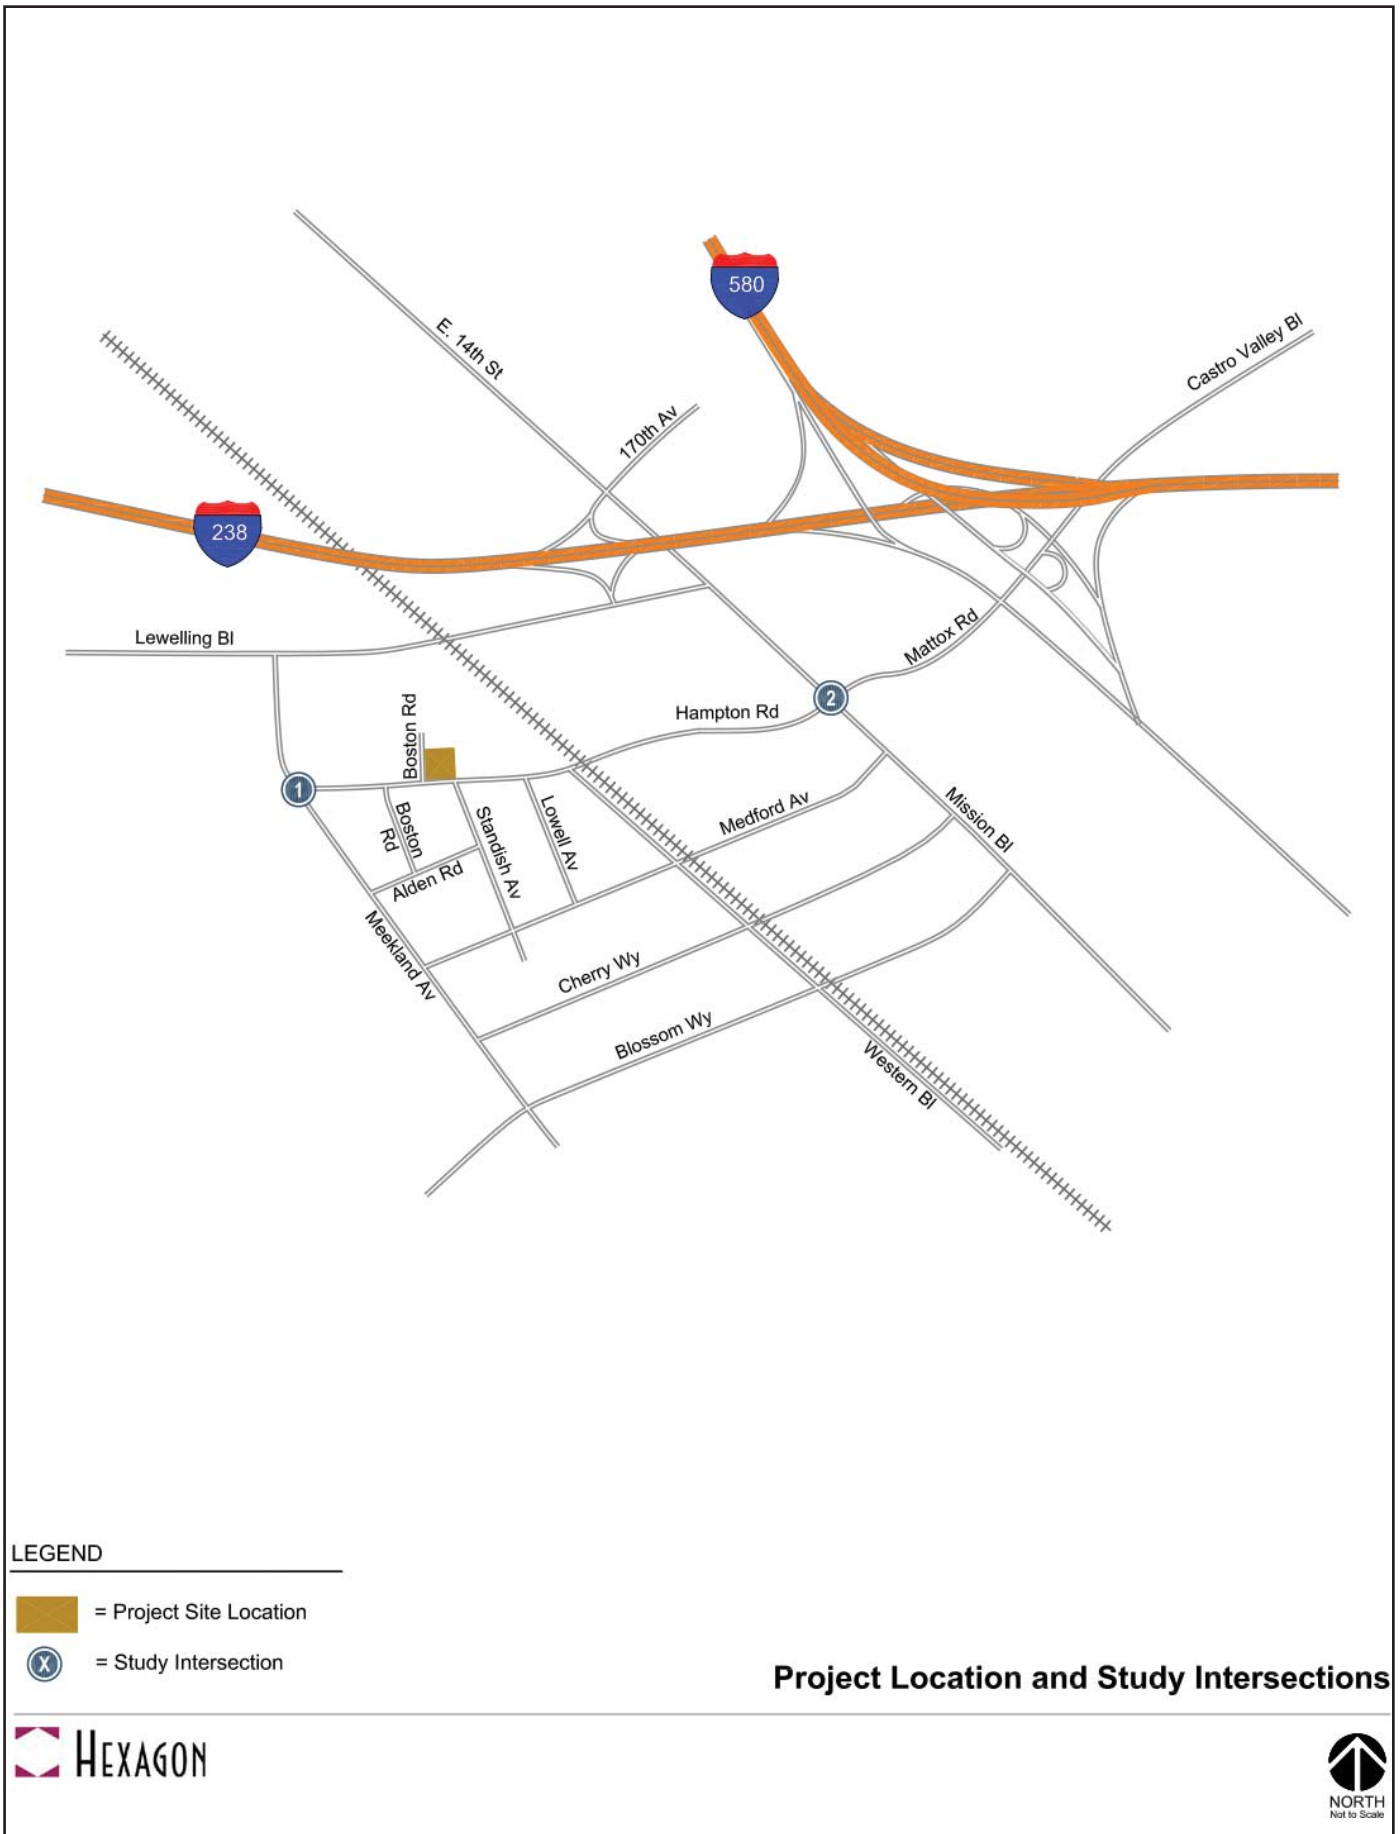 580
Castro Valley Bl
E. 14th St
170th Av
238
Lewelling Bl
Mattox Rd
2
Hampton Rd
Boston Rd
1
Boston
Rd
Standish Av
Lowell Av
Medford Av
Mission Bl
Alden Rd
Meekland Av
Cherry Wy
Blossom Wy
Western Bl
LEGEND
= Project Site Location
X
= Study Intersection
Project Location and Study Intersections
HEXAGON
NORTH
Not to Scale